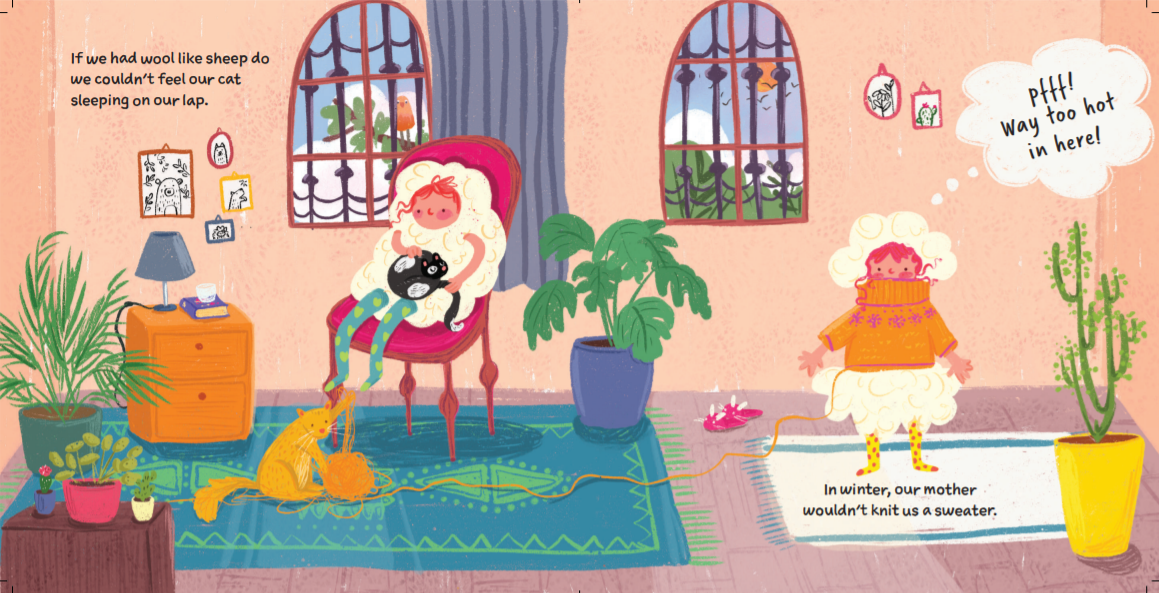 If we had wool like sheep do
we couldn't feel our cat
sleeping on our lap.
pfff!
Way too hot
in here!
In winter, our mother
wouldn't knit us a sweater.